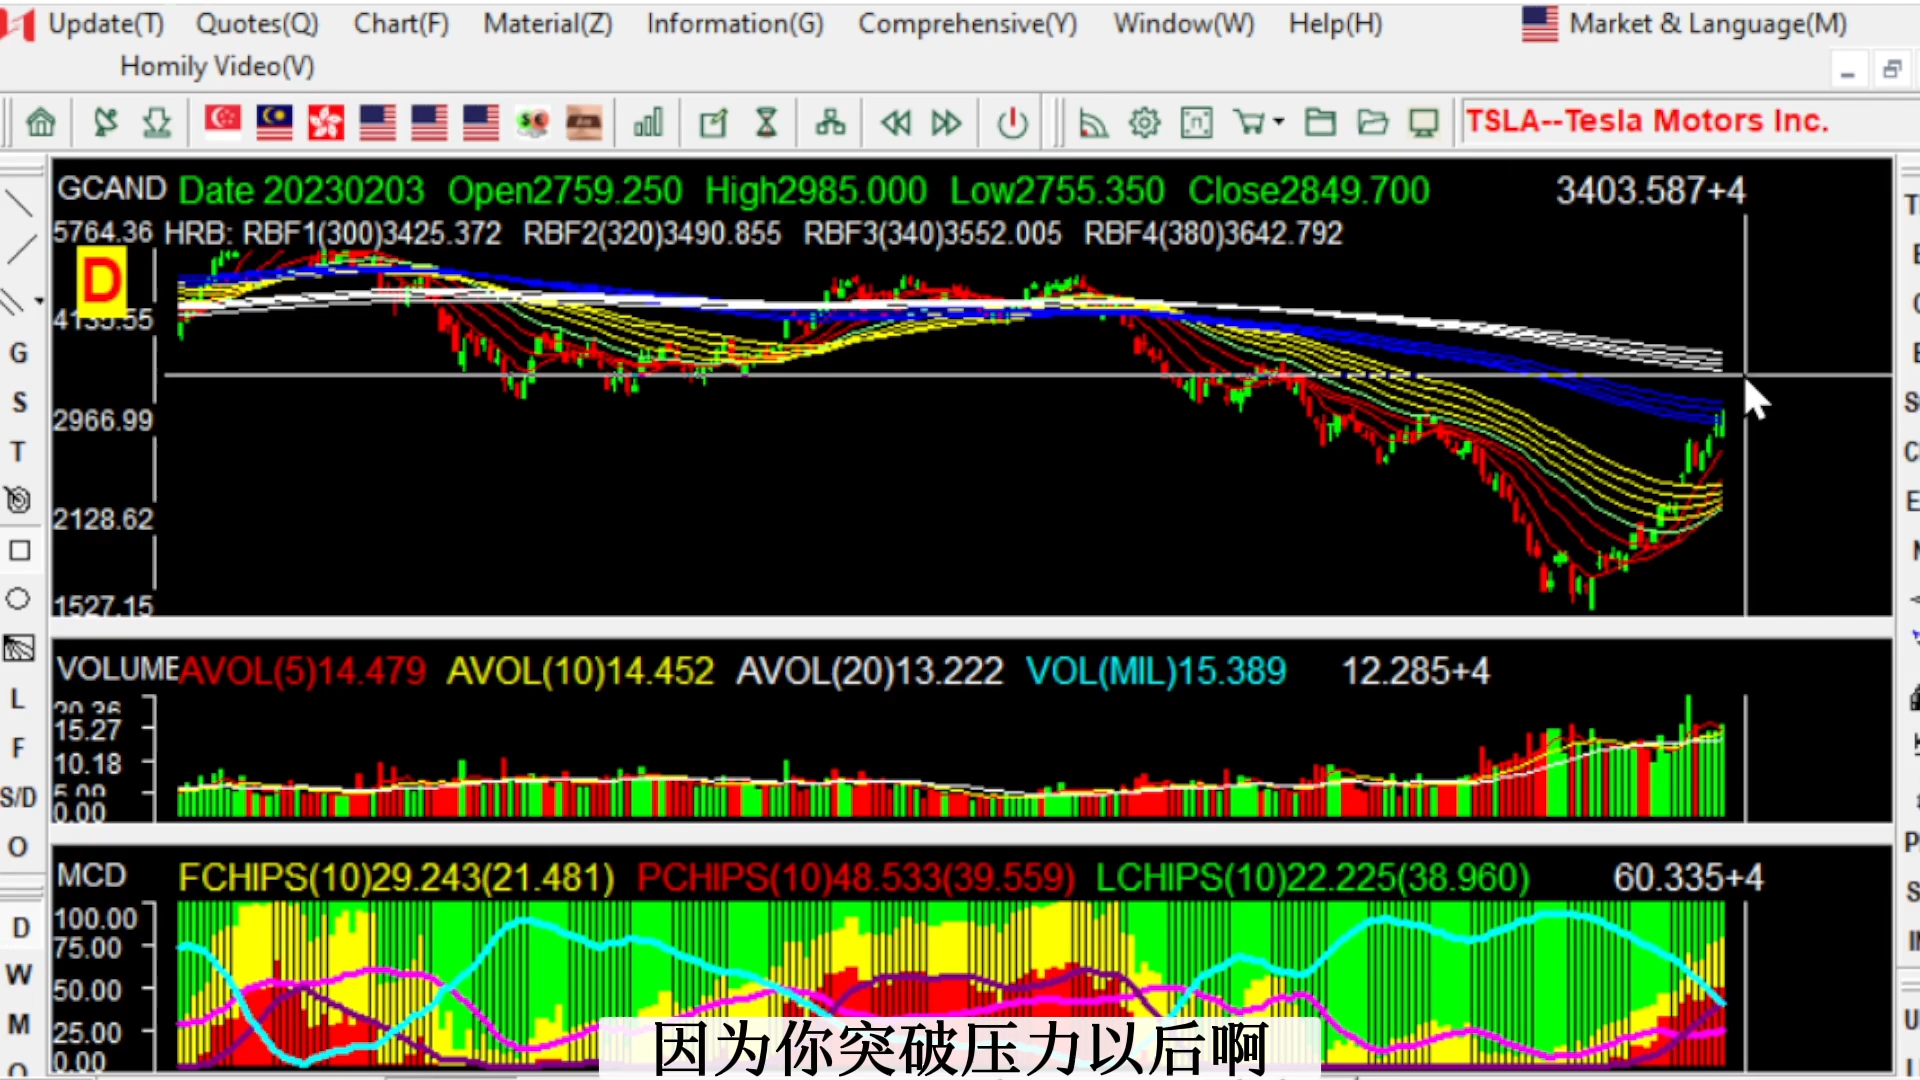 Update(T) Quotes(Q) Chart(F) Material(Z) Information(G) Comprehensive(Y) Window(W) Help(H) Market & Language(M)
Homily Video(V)
TSLA--Tesla Motors Inc.
GCAND Date 20230203 Open2759.250 High2985.000 Low2755.350 Close2849.700 3403.587+4
5764.36 HRB: RBF1(300)3425.372 RBF2(320)3490.855 RBF3(340)3552.005 RBF4(380)3642.792
D
4135.55
G
S
2966.99
T
2128.62
1527.15
VOLUME AVOL(5)14.479 AVOL(10)14.452 AVOL(20)13.222 VOL(MIL)15.389 12.285+4
L
20.36
15.27
F
10.18
5.09
S/D
0.00
O
MCD FCHIPS(10)29.243(21.481) PCHIPS(10)48.533(39.559) LCHIPS(10)22.225(38.960) 60.335+4
100.00
D
75.00
W
50.00
M
25.00
0.00
因为你突破压力以后啊